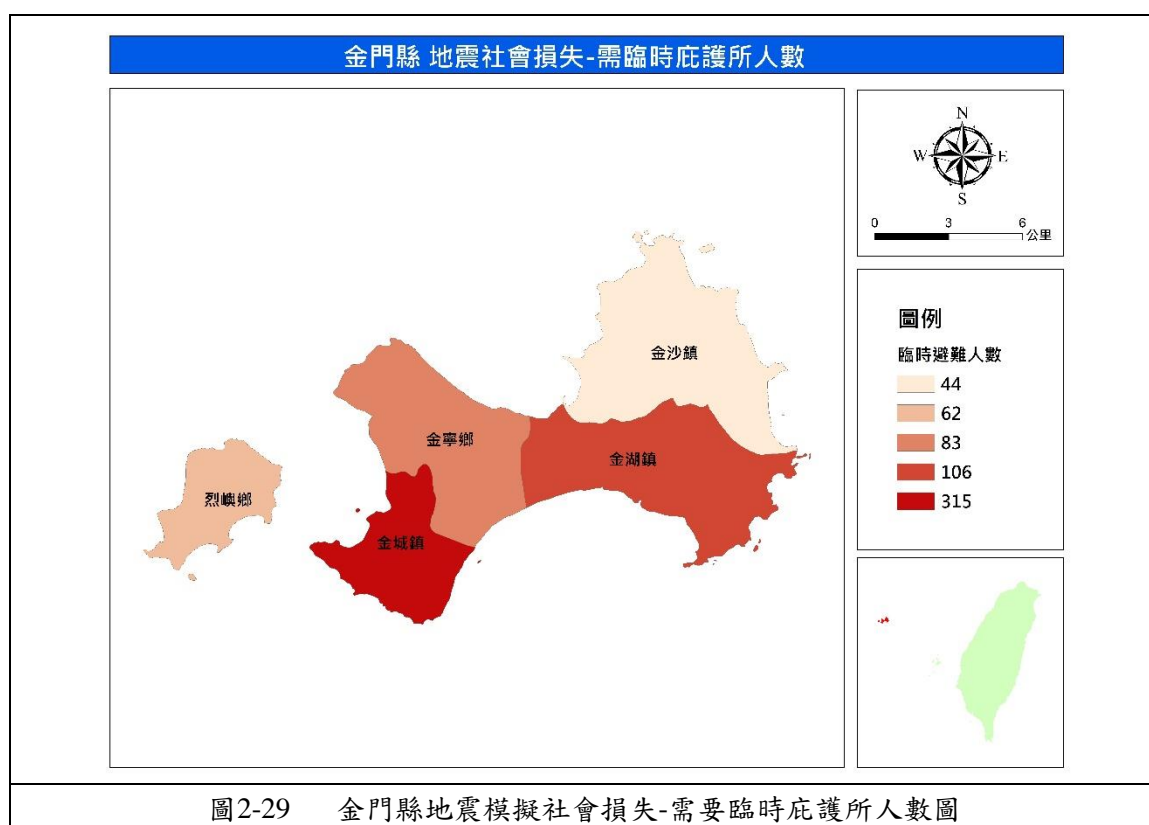 金門縣 地震社會損失-需臨時庇護所人數
N
W
E
S
0 3 6
公里
金沙鎮
金寧鄉
金湖鎮
烈嶼鄉
金城鎮
圖例
臨時避難人數
44
62
83
106
315
圖2-29 金門縣地震模擬社會損失-需要臨時庇護所人數圖